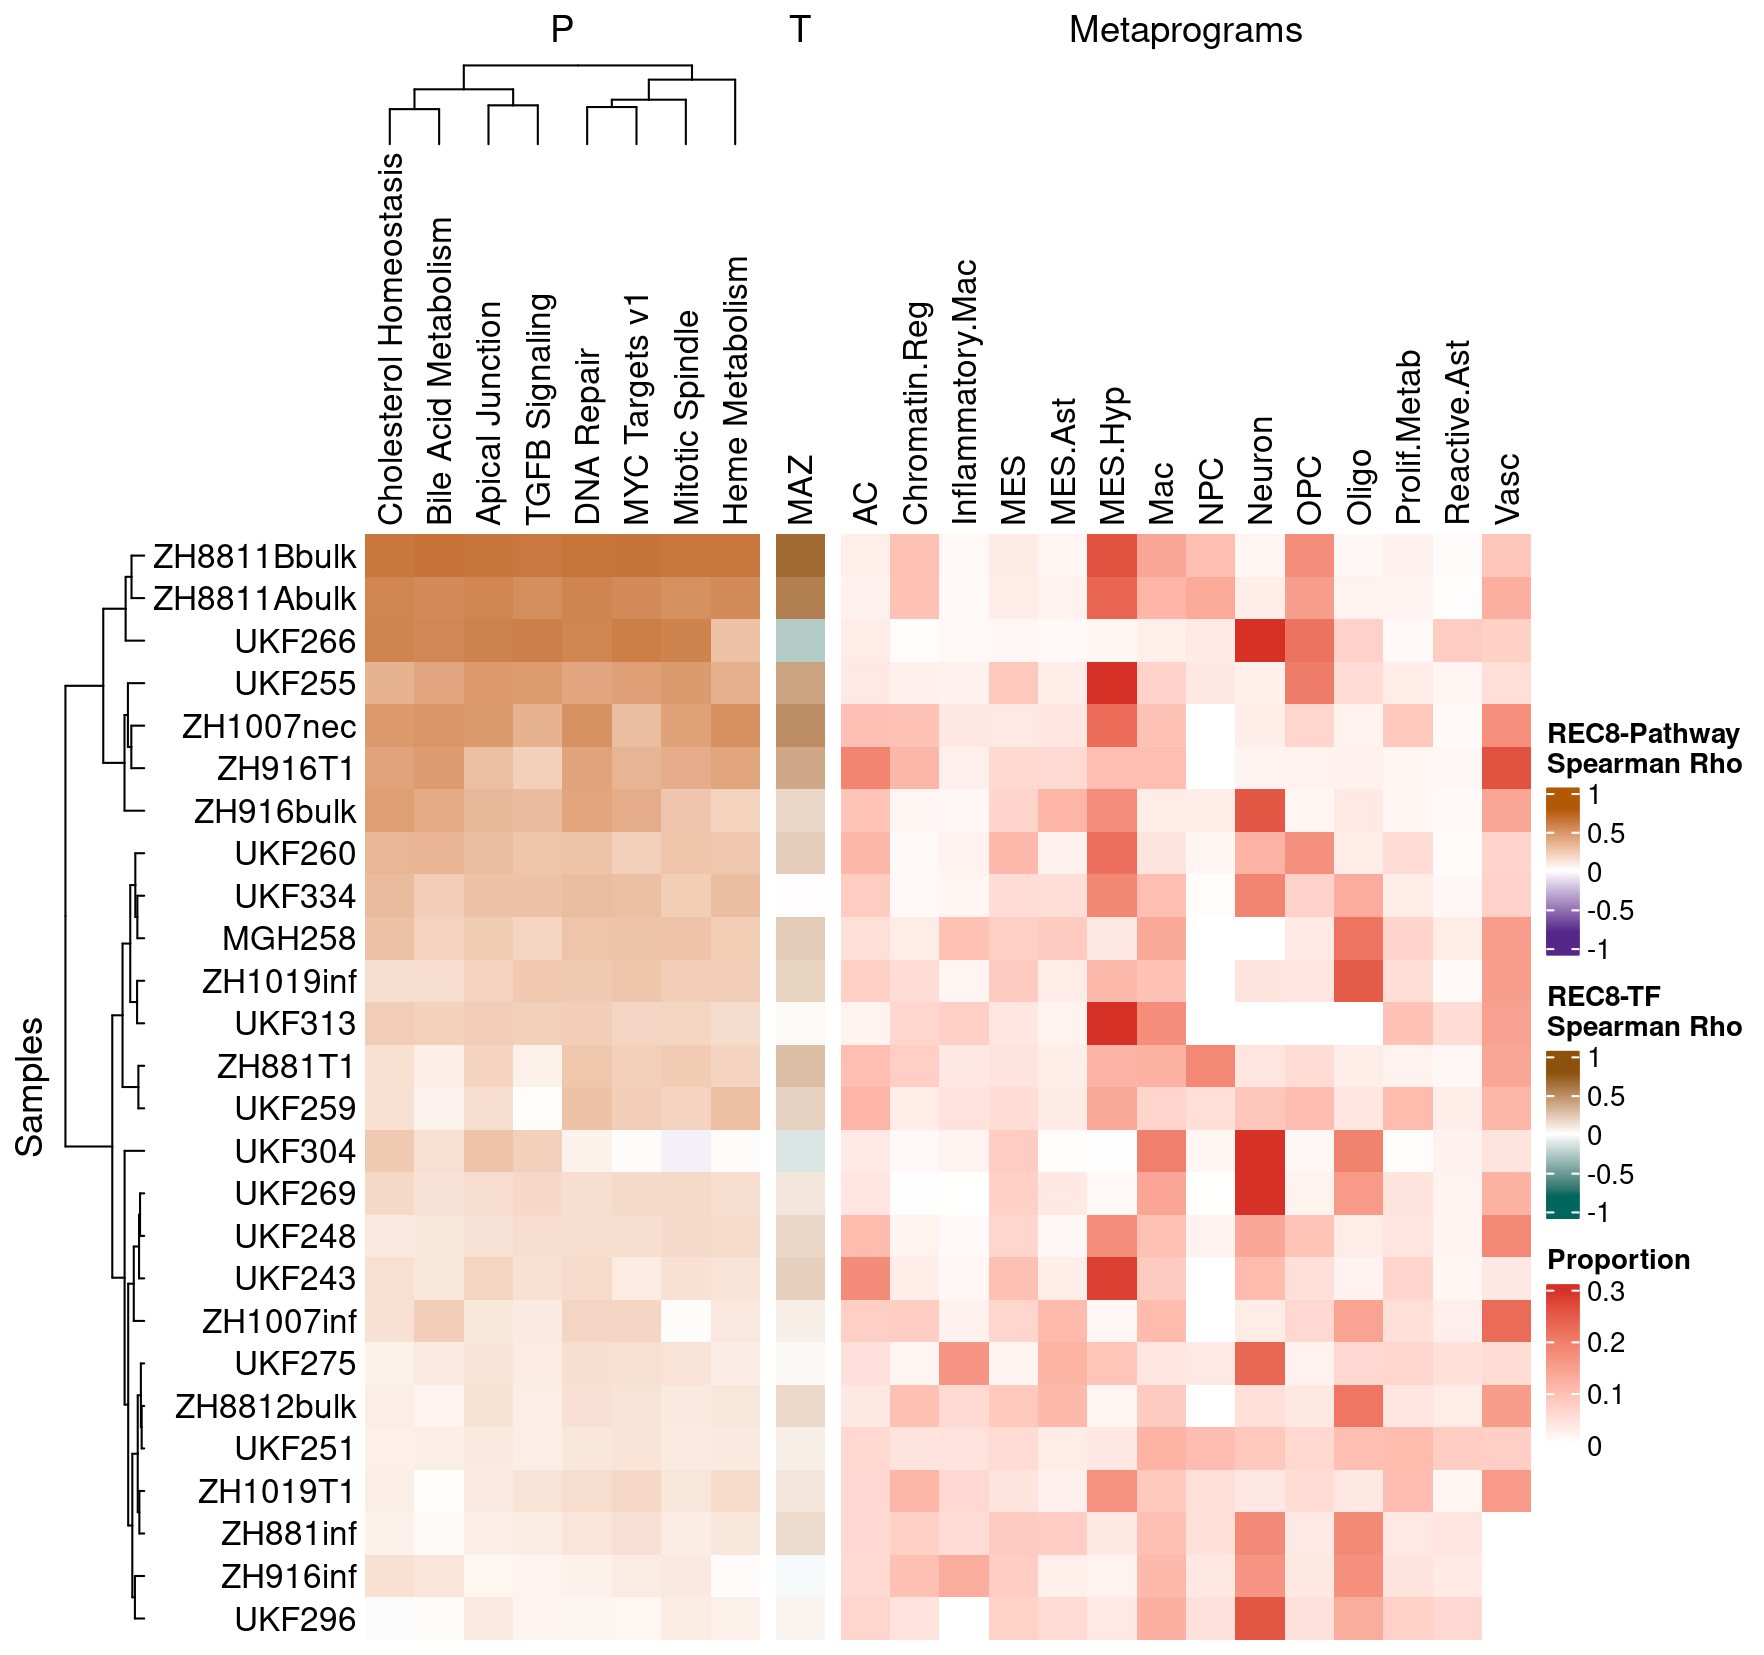 P
T
Metaprograms
Cholesterol Homeostasis
Bile Acid Metabolism
Apical Junction
TGFB Signaling
DNA Repair
MYC Targets v1
Mitotic Spindle
Heme Metabolism
MAZ
AC
Chromatin.Reg
Inflammatory.Mac
MES
MES.Ast
MES.Hyp
Mac
NPC
Neuron
OPC
Oligo
Prolif.Metab
Reactive.Ast
Vasc
Samples
ZH8811Bbulk
ZH8811Abulk
UKF266
UKF255
ZH1007nec
ZH916T1
ZH916bulk
UKF260
UKF334
MGH258
ZH1019inf
UKF313
ZH881T1
UKF259
UKF304
UKF269
UKF248
UKF243
ZH1007inf
UKF275
ZH8812bulk
UKF251
ZH1019T1
ZH881inf
ZH916inf
UKF296
REC8-Pathway
Spearman Rho
1
0.5
0
-0.5
-1
REC8-TF
Spearman Rho
1
0.5
0
-0.5
-1
Proportion
0.3
0.2
0.1
0